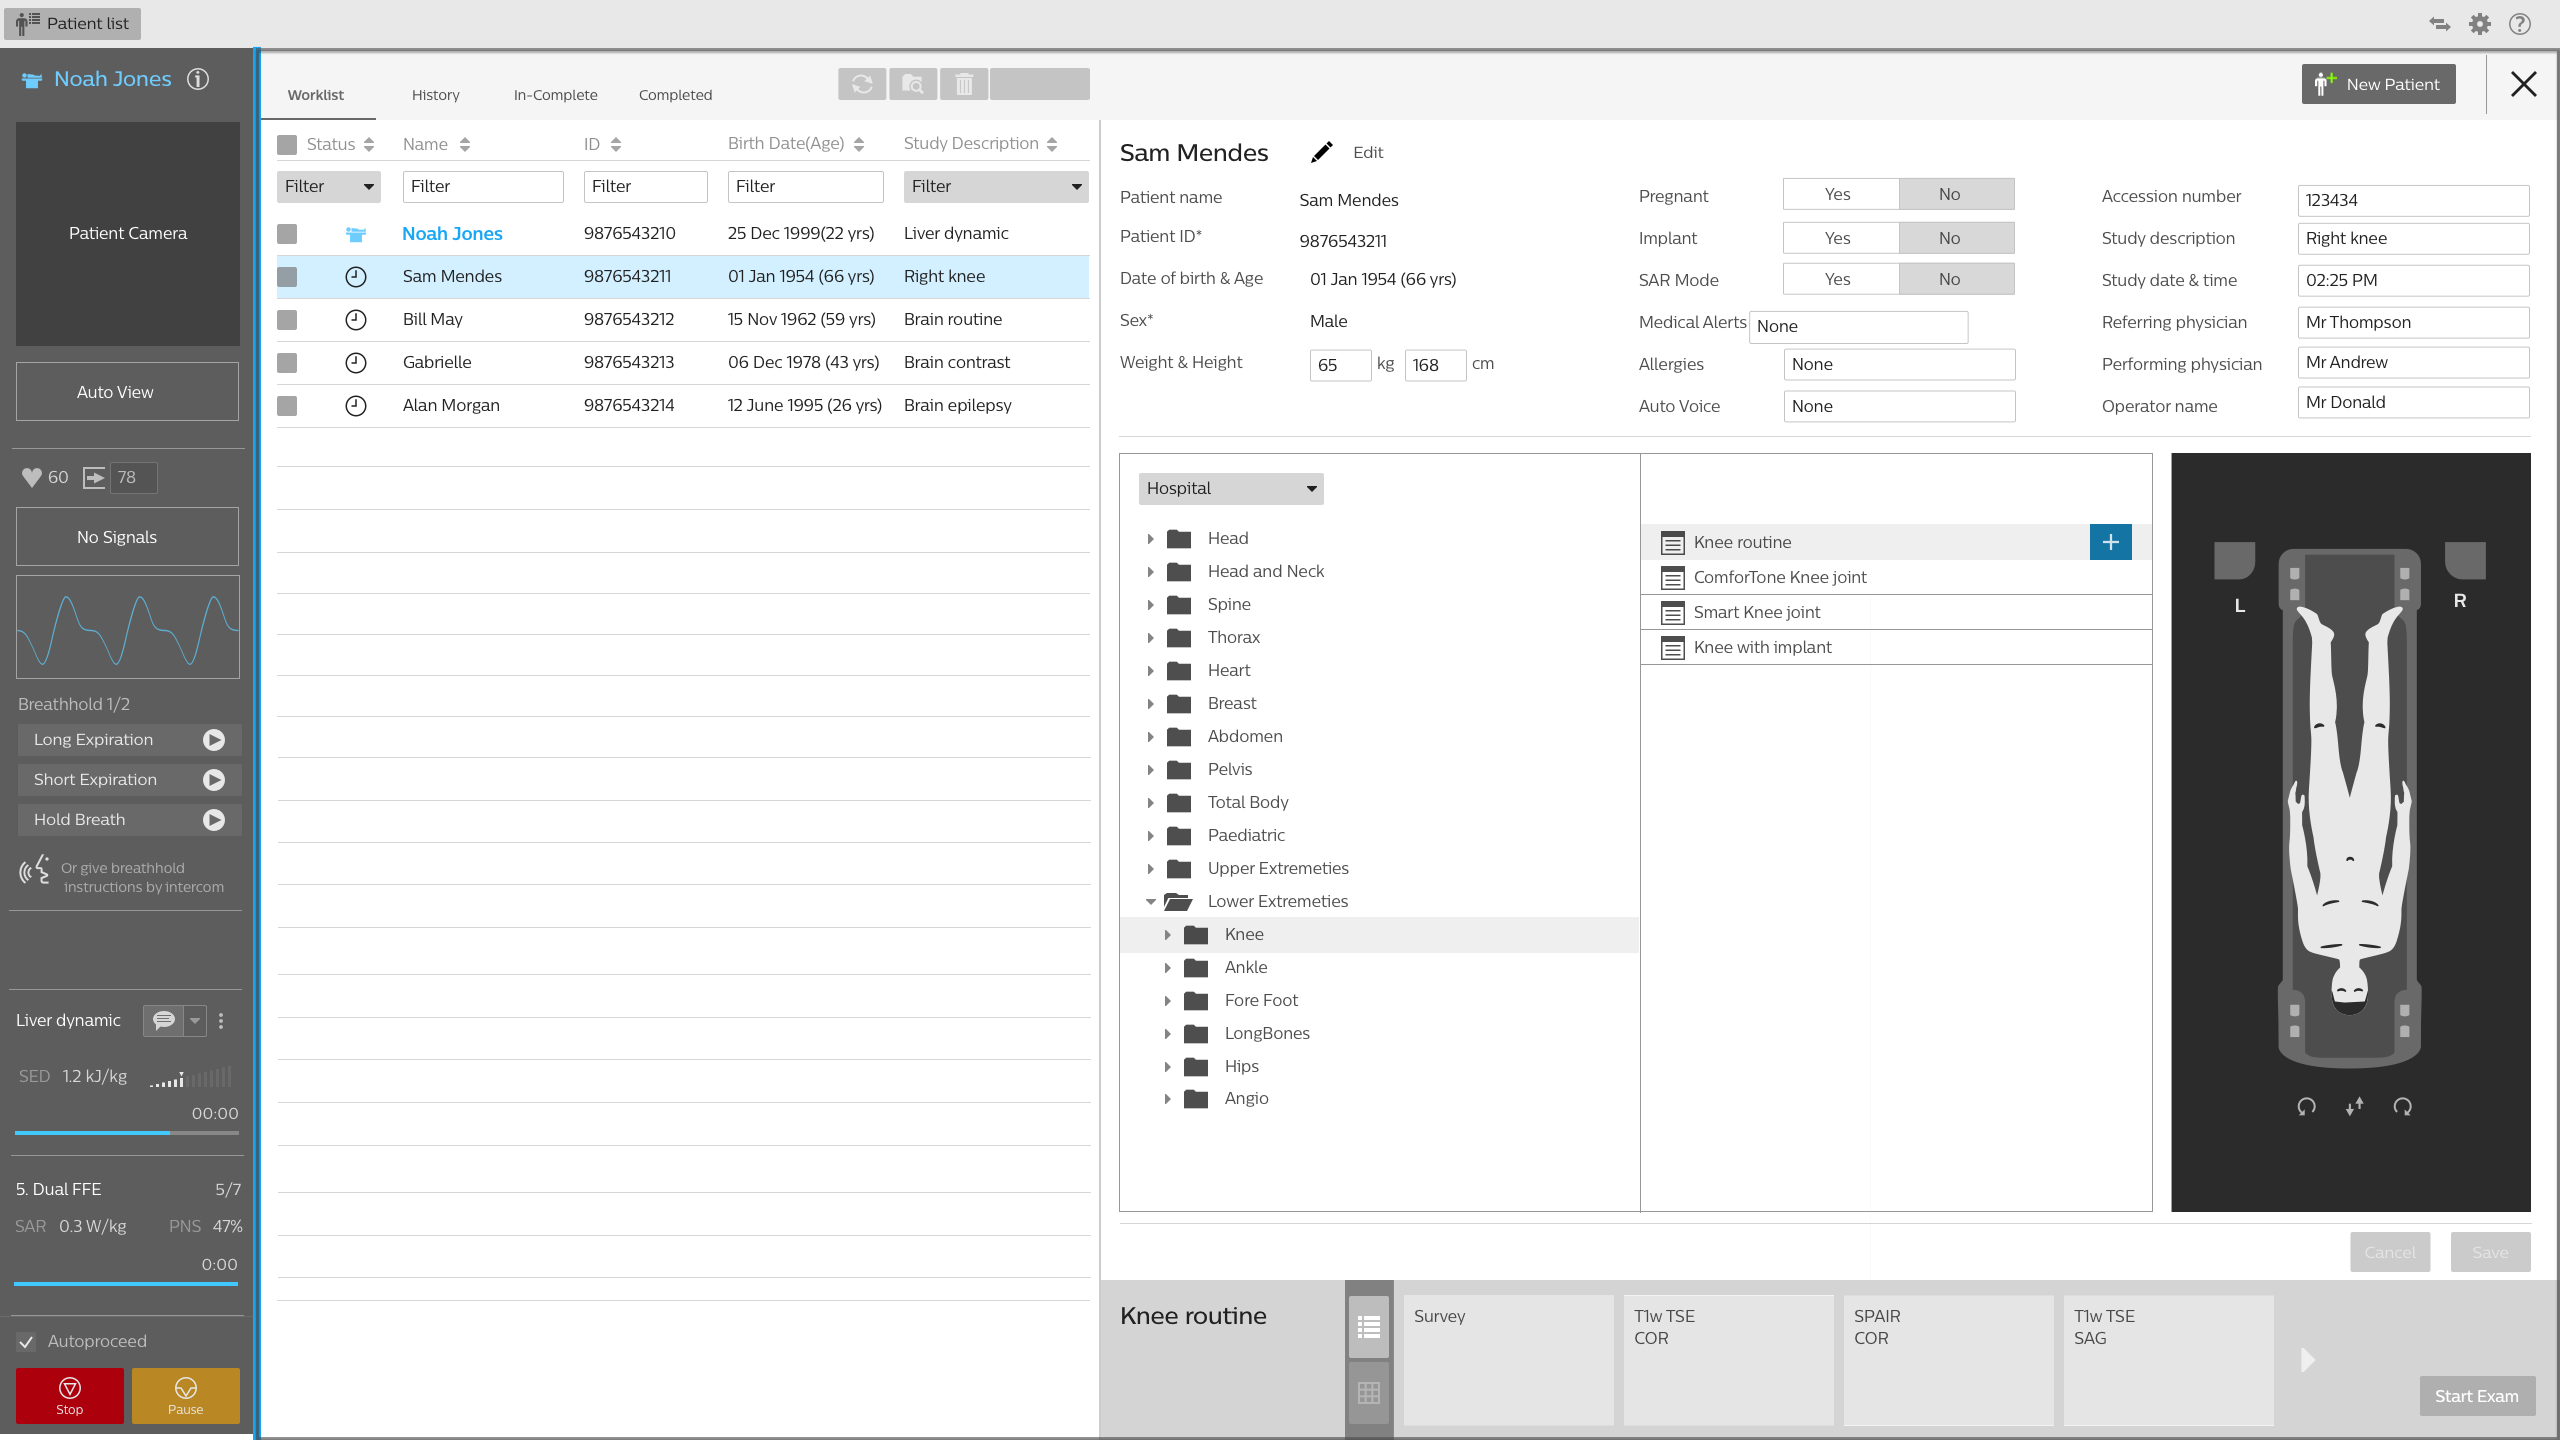 Patient list
Noah Jones
Patient Camera
Auto View
60 78
No Signals
Breathhold 1/2
Long Expiration
Short Expiration
Hold Breath
Or give breathhold
instructions by intercom
Liver dynamic
SED 1.2 kJ/kg
00:00
5. Dual FFE 5/7
SAR 0.3 W/kg PNS 47%
0:00
Autoproceed
Stop Pause
Worklist History In-Complete Completed
New Patient
Status Name ID Birth Date(Age) Study Description
Filter Filter Filter Filter Filter
Noah Jones 9876543210 25 Dec 1999(22 yrs) Liver dynamic
Sam Mendes 9876543211 01 Jan 1954 (66 yrs) Right knee
Bill May 9876543212 15 Nov 1962 (59 yrs) Brain routine
Gabrielle 9876543213 06 Dec 1978 (43 yrs) Brain contrast
Alan Morgan 9876543214 12 June 1995 (26 yrs) Brain epilepsy
Sam Mendes Edit
Patient name Sam Mendes
Patient ID* 9876543211
Date of birth & Age 01 Jan 1954 (66 yrs)
Sex* Male
Weight & Height 65 kg 168 cm
Pregnant Yes No
Implant Yes No
SAR Mode Yes No
Medical Alerts None
Allergies None
Auto Voice None
Accession number 123434
Study description Right knee
Study date & time 02:25 PM
Referring physician Mr Thompson
Performing physician Mr Andrew
Operator name Mr Donald
Hospital
Head
Head and Neck
Spine
Thorax
Heart
Breast
Abdomen
Pelvis
Total Body
Paediatric
Upper Extremeties
Lower Extremeties
Knee
Ankle
Fore Foot
LongBones
Hips
Angio
Knee routine
ComforTone Knee joint
Smart Knee joint
Knee with implant
L R
Cancel Save
Knee routine
Survey
T1w TSE
COR
SPAIR
COR
T1w TSE
SAG
Start Exam